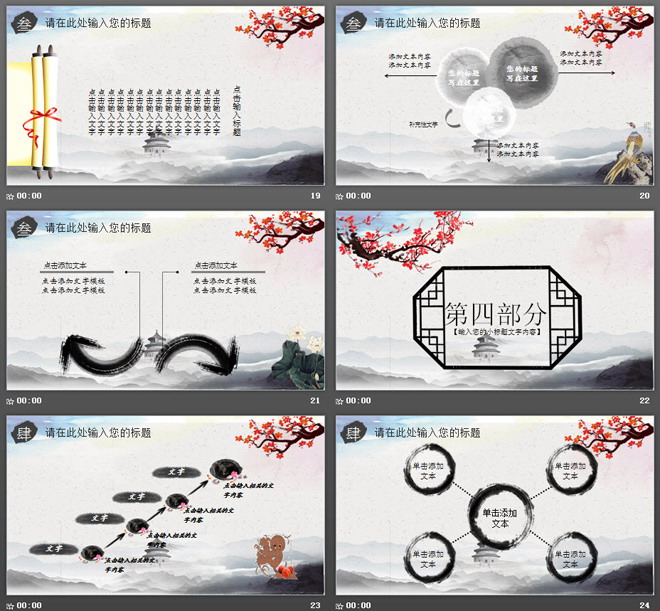 叁 请在此处输入您的标题
点击输入标题
点击输入文字
点击输入文字
点击输入文字
点击输入文字
点击输入文字
点击输入文字
点击输入文字
点击输入文字
点击输入文字
点击输入文字
点击输入文字
点击输入文字
点击输入文字
点击输入文字
00:00 19
叁 请在此处输入您的标题
添加文本内容
添加文本内容
您的标题
写在这里
您的标题
写在这里
添加文本内容
添加文本内容
补充性文字
添加文本内容
添加文本内容
00:00 20
叁 请在此处输入您的标题
点击添加文本
点击添加文字模板
点击添加文字模板
点击添加文本
点击添加文字模板
点击添加文字模板
00:00 21
第四部分
【输入您的小标题文字内容】
00:00 22
肆 请在此处输入您的标题
文字
点击输入相关的文
字内容
文字
点击输入相关的文
字内容
文字
点击输入相关的文
字内容
文字
点击输入相关的文
字内容
00:00 23
肆 请在此处输入您的标题
单击添加
文本
单击添加
文本
单击添加
文本
单击添加
文本
单击添加
文本
00:00 24